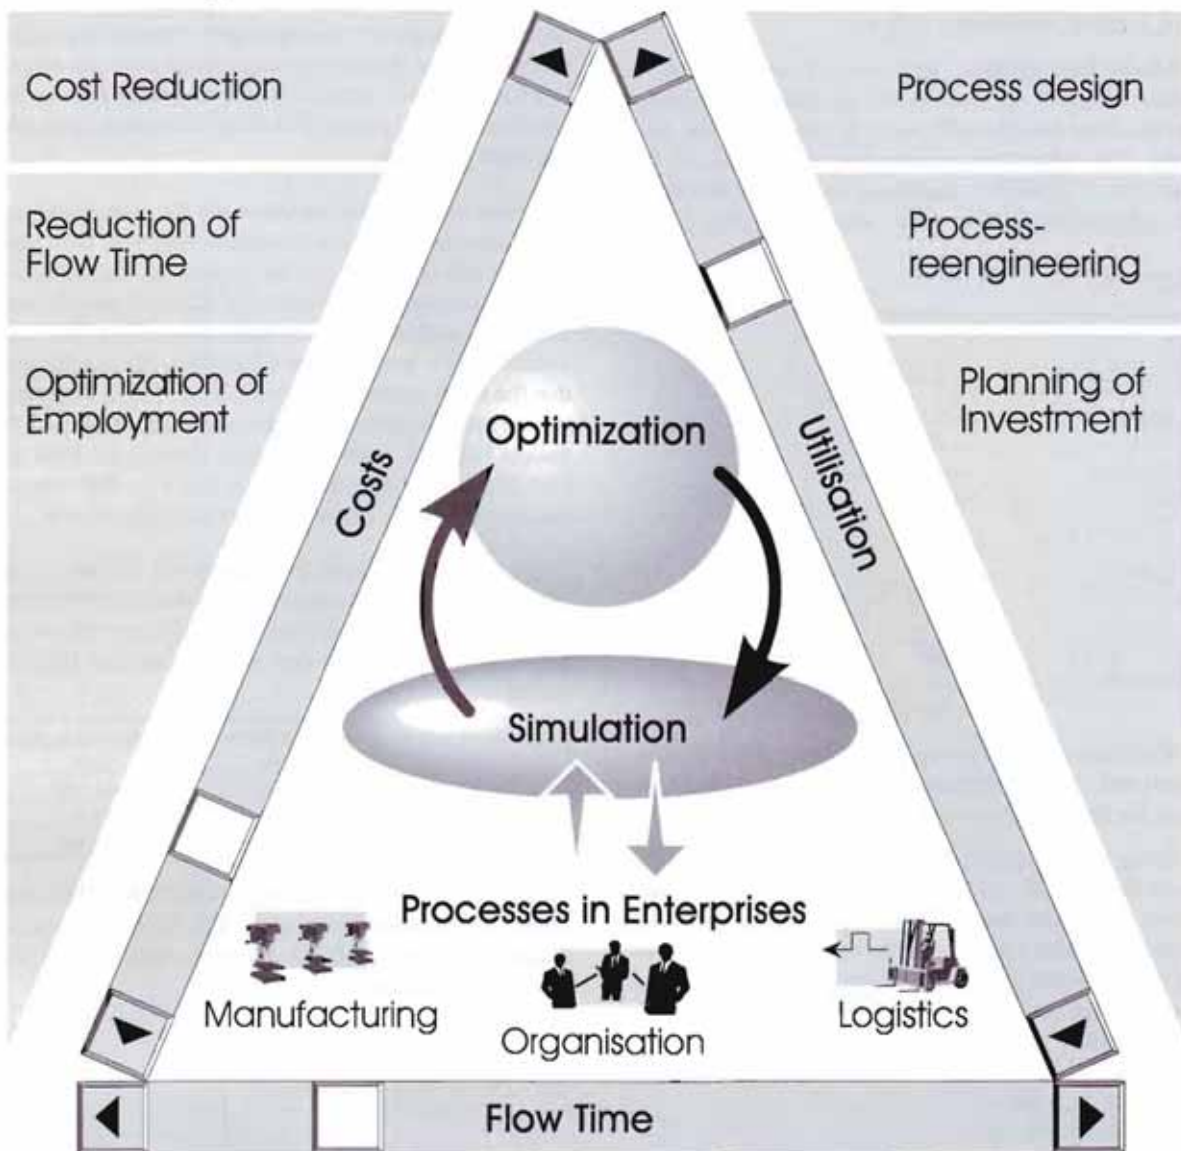 Cost Reduction
Process design
Reduction of
Flow Time
Process-
reengineering
Optimization of
Employment
Planning of
Investment
Costs
Utilisation
Optimization
Simulation
Processes in Enterprises
Manufacturing
Organisation
Logistics
Flow Time